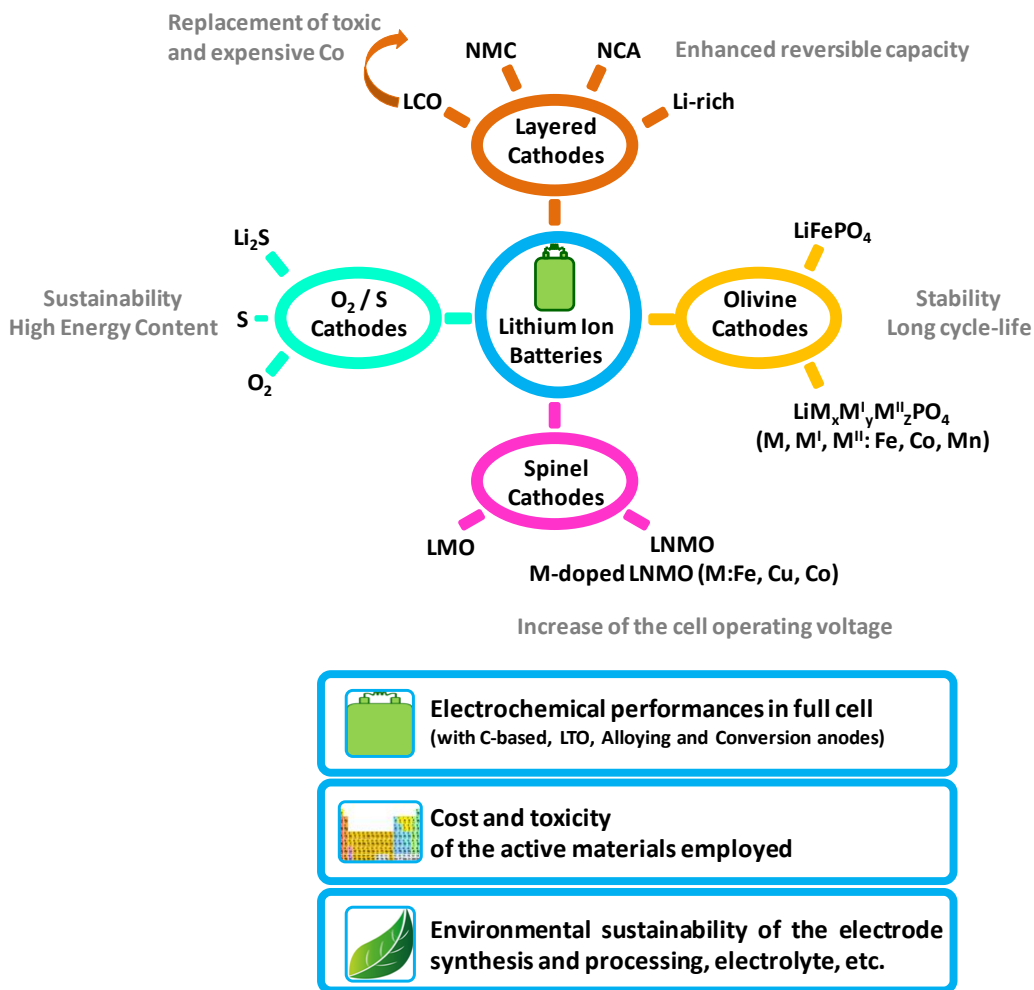 Replacement of toxic
and expensive Co
NMC
NCA
Enhanced reversible capacity
LCO
Li-rich
Layered
Cathodes
Li₂S
LiFePO₄
Sustainability
High Energy Content
S
O₂ / S
Cathodes
Lithium Ion
Batteries
Olivine
Cathodes
Stability
Long cycle-life
O₂
LiMₓMᴵᵧMᴵᴵ_zPO₄
(M, Mᴵ, Mᴵᴵ: Fe, Co, Mn)
Spinel
Cathodes
LMO
LNMO
M-doped LNMO (M:Fe, Cu, Co)
Increase of the cell operating voltage
Electrochemical performances in full cell
(with C-based, LTO, Alloying and Conversion anodes)
Cost and toxicity
of the active materials employed
Environmental sustainability of the electrode
synthesis and processing, electrolyte, etc.